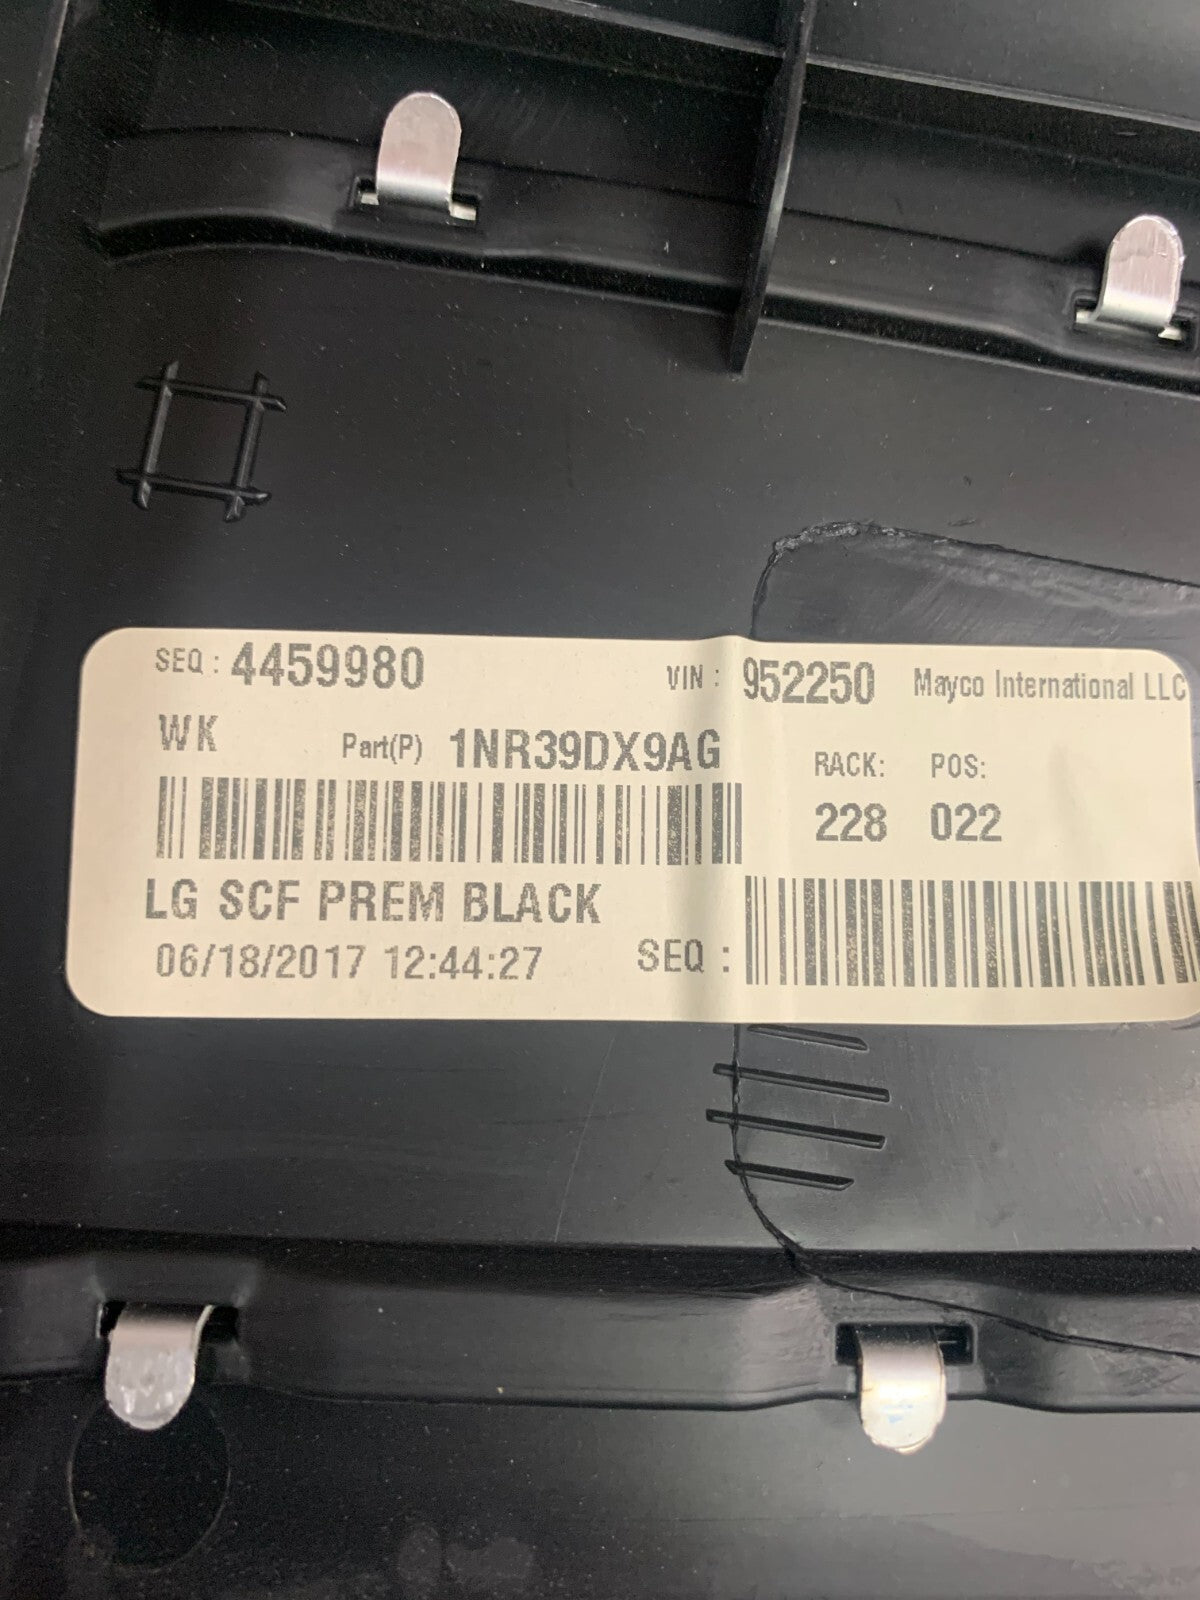 SEQ : 4459980 VIN : 952250 Mayco International LLC
WK Part(P) 1NR39DX9AG RACK: POS:
228 022
LG SCF PREM BLACK
06/18/2017 12:44:27 SEQ :